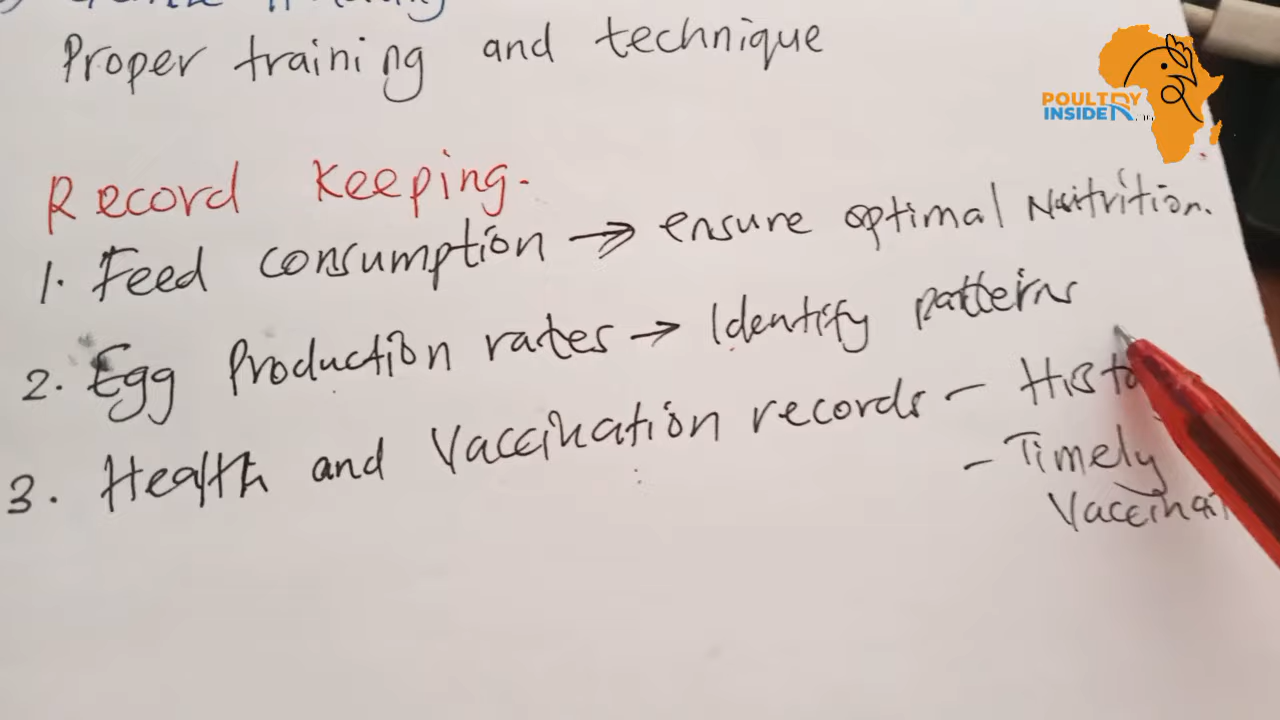 Proper training and technique
POULTRY
INSIDER
Record Keeping.
1. Feed consumption → ensure optimal Nutrition.
2. Egg Production rates → Identify patterns
3. Health and Vaccination records -
- Timely